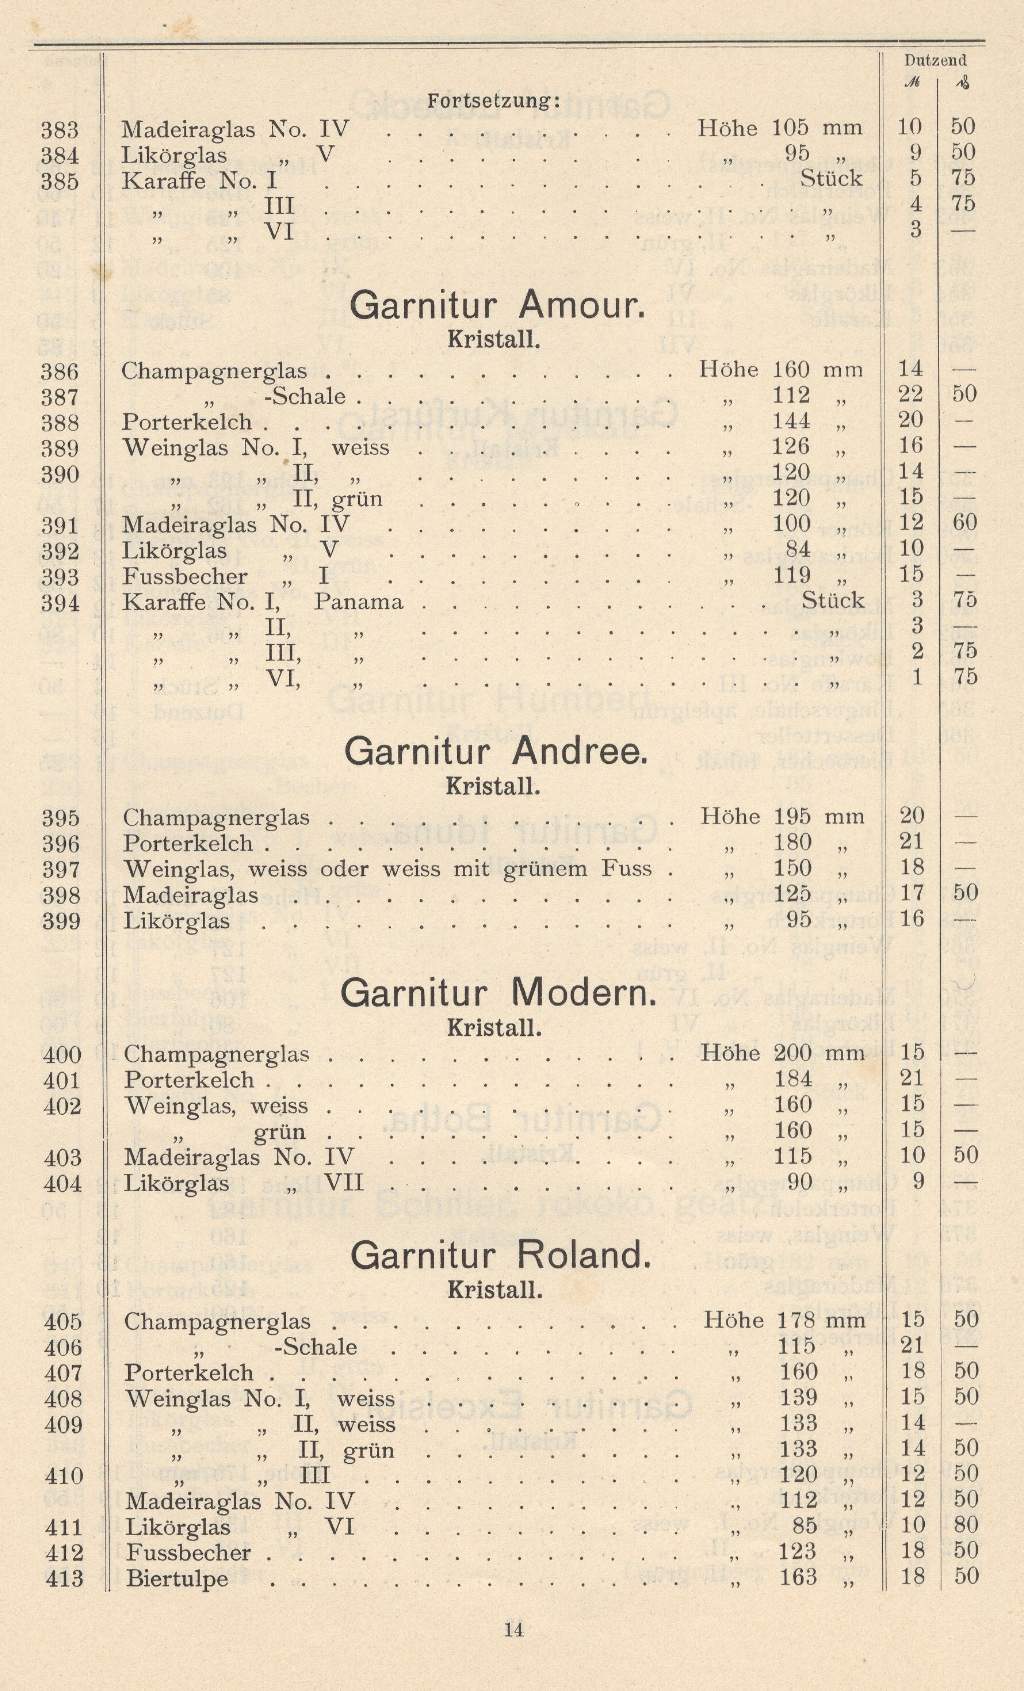 Dutzend
ℳ ₰
Fortsetzung:
383 Madeiraglas No. IV . . . . . . . . . . Höhe 105 mm 10 50
384 Likörglas „ V . . . . . . . . . . „ 95 „ 9 50
385 Karaffe No. I . . . . . . . . . . . . . . . Stück 5 75
„ „ III . . . . . . . . . . . . . . . . „ 4 75
„ „ VI . . . . . . . . . . . . . . . . „ 3 —
Garnitur Amour.
Kristall.
386 Champagnerglas . . . . . . . . . . . . Höhe 160 mm 14 —
387 „ -Schale . . . . . . . . . . . „ 112 „ 22 50
388 Porterkelch . . . . . . . . . . . . . . „ 144 „ 20 —
389 Weinglas No. I, weiss . . . . . . . . . „ 126 „ 16 —
390 „ „ II, „ . . . . . . . . . „ 120 „ 14 —
„ „ II, grün . . . . . . . . . „ 120 „ 15 —
391 Madeiraglas No. IV . . . . . . . . . . „ 100 „ 12 60
392 Likörglas „ V . . . . . . . . . . „ 84 „ 10 —
393 Fussbecher „ I . . . . . . . . . . „ 119 „ 15 —
394 Karaffe No. I, Panama . . . . . . . . . . . . Stück 3 75
„ „ II, „ . . . . . . . . . . . . . „ 3 —
„ „ III, „ . . . . . . . . . . . . . „ 2 75
„ „ VI, „ . . . . . . . . . . . . . „ 1 75
Garnitur Andree.
Kristall.
395 Champagnerglas . . . . . . . . . . . . Höhe 195 mm 20 —
396 Porterkelch . . . . . . . . . . . . . . „ 180 „ 21 —
397 Weinglas, weiss oder weiss mit grünem Fuss . „ 150 „ 18 —
398 Madeiraglas . . . . . . . . . . . . . „ 125 „ 17 50
399 Likörglas . . . . . . . . . . . . . . „ 95 „ 16 —
Garnitur Modern.
Kristall.
400 Champagnerglas . . . . . . . . . . . . Höhe 200 mm 15 —
401 Porterkelch . . . . . . . . . . . . . . „ 184 „ 21 —
402 Weinglas, weiss . . . . . . . . . . . . „ 160 „ 15 —
„ grün . . . . . . . . . . . . „ 160 „ 15 —
403 Madeiraglas No. IV . . . . . . . . . . „ 115 „ 10 50
404 Likörglas „ VII . . . . . . . . . . „ 90 „ 9 —
Garnitur Roland.
Kristall.
405 Champagnerglas . . . . . . . . . . . . Höhe 178 mm 15 50
406 „ -Schale . . . . . . . . . . „ 115 „ 21 —
407 Porterkelch . . . . . . . . . . . . . . „ 160 „ 18 50
408 Weinglas No. I, weiss . . . . . . . . . „ 139 „ 15 50
409 „ „ II, weiss . . . . . . . . . „ 133 „ 14 —
„ „ II, grün . . . . . . . . . „ 133 „ 14 50
410 „ „ III . . . . . . . . . . . „ 120 „ 12 50
Madeiraglas No. IV . . . . . . . . . . „ 112 „ 12 50
411 Likörglas „ VI . . . . . . . . . . „ 85 „ 10 80
412 Fussbecher . . . . . . . . . . . . . . „ 123 „ 18 50
413 Biertulpe . . . . . . . . . . . . . . „ 163 „ 18 50
14